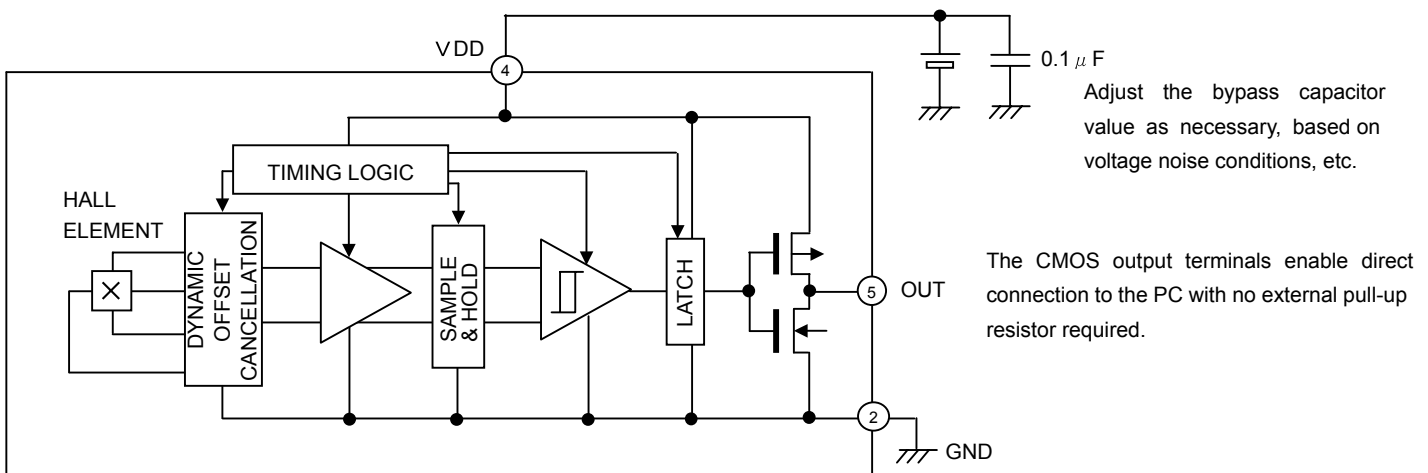 VDD
4
0.1 μ F
Adjust the bypass capacitor
value as necessary, based on
voltage noise conditions, etc.
TIMING LOGIC
HALL
ELEMENT
DYNAMIC
OFFSET
CANCELLATION
SAMPLE
& HOLD
LATCH
5
OUT
The CMOS output terminals enable direct
connection to the PC with no external pull-up
resistor required.
2
GND